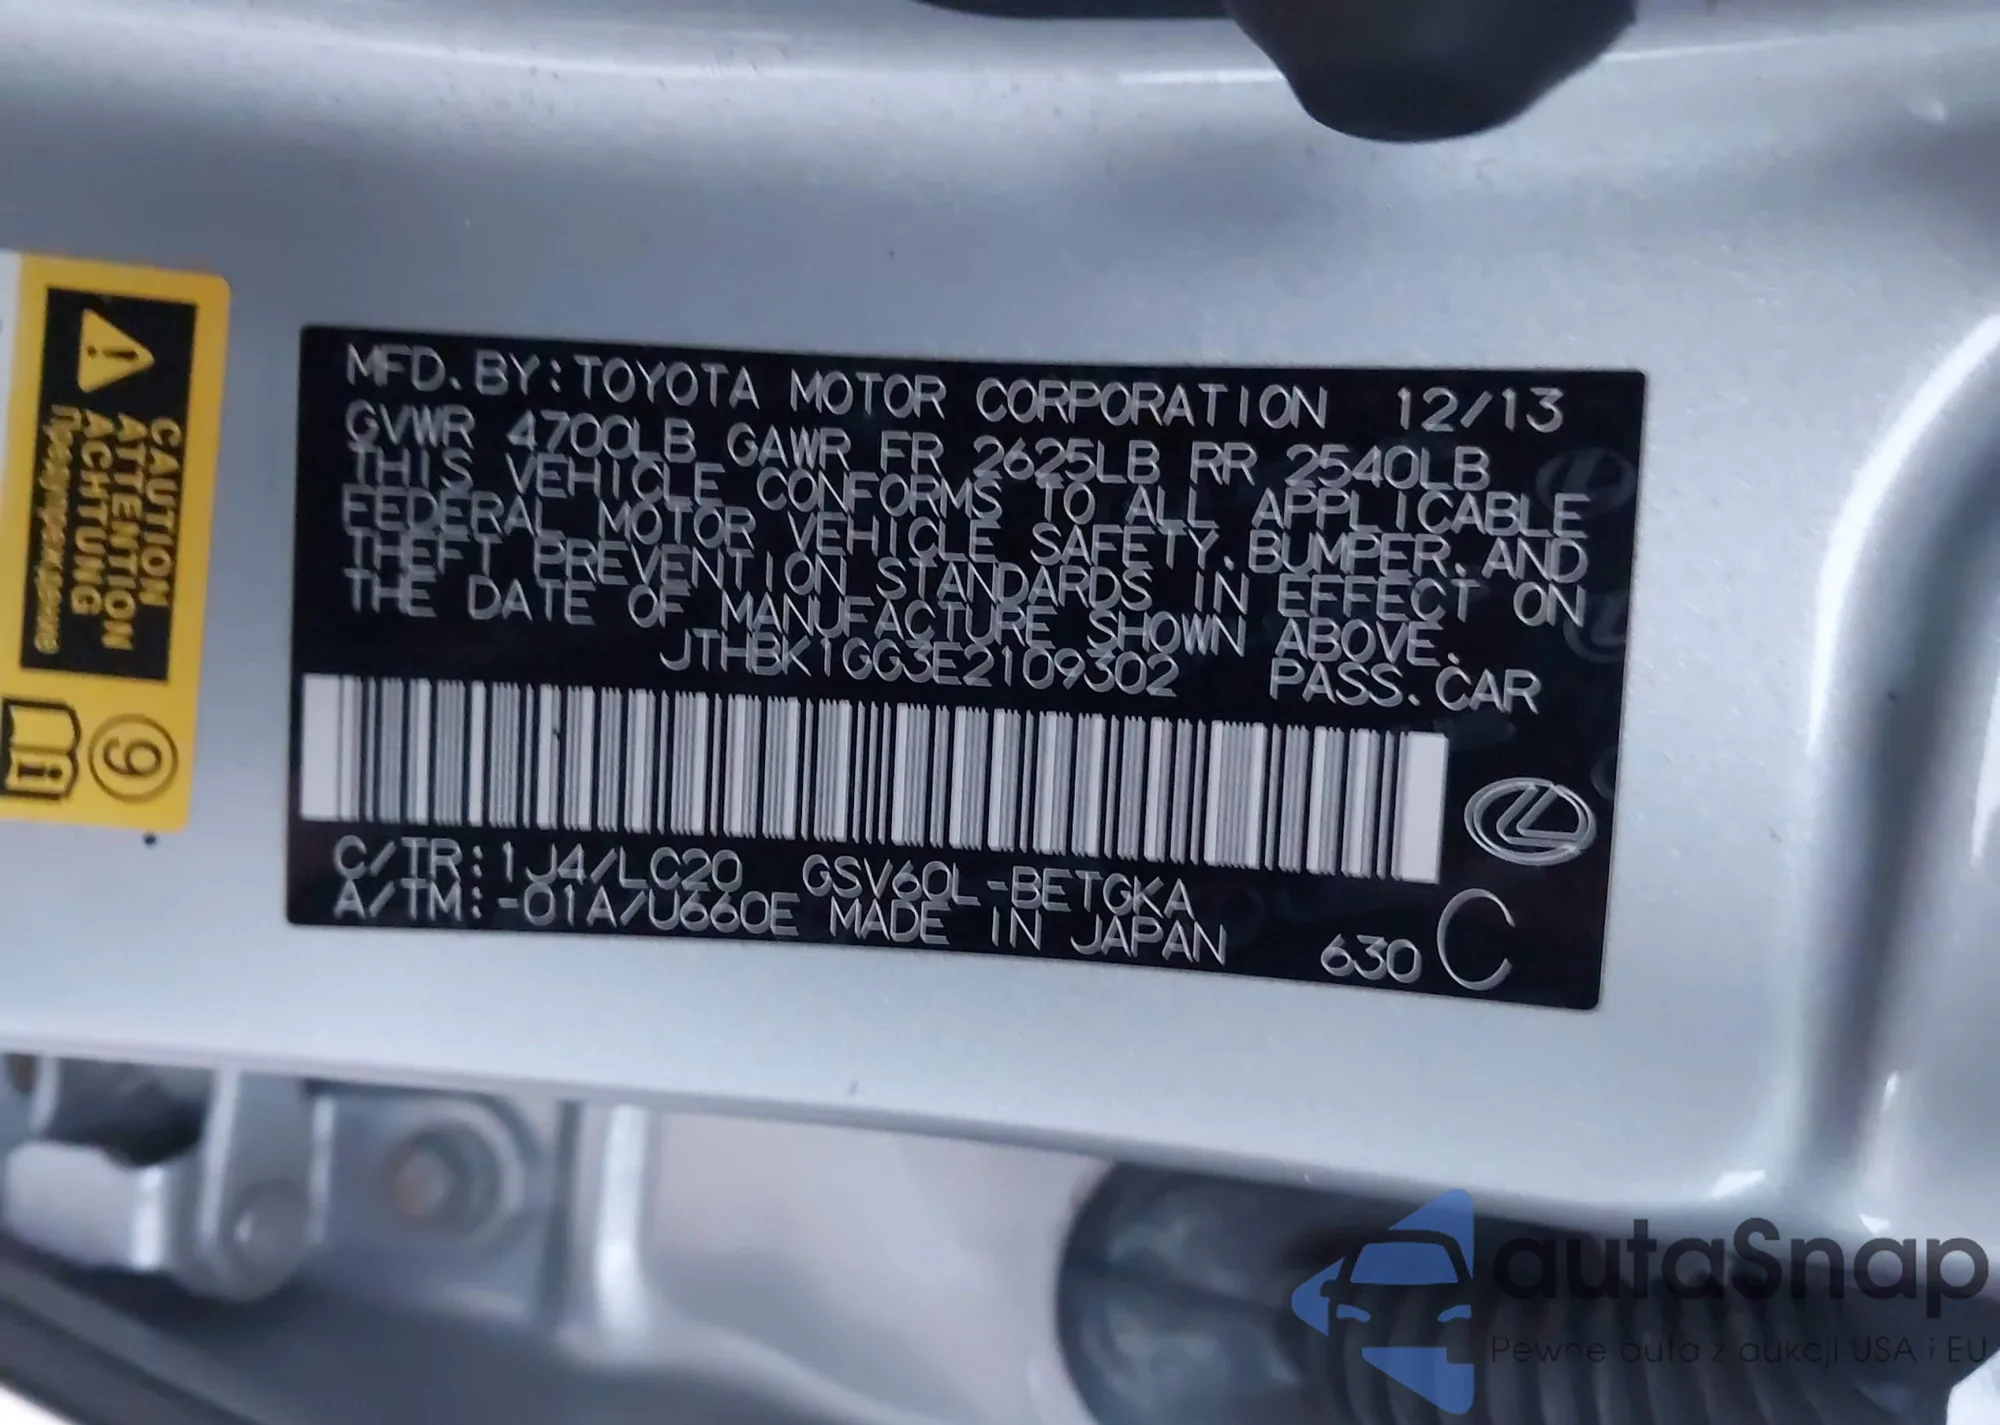 MFD. BY: TOYOTA MOTOR CORPORATION 12/13
GVWR 4700LB GAWR FR 2625LB RR 2540LB
THIS VEHICLE CONFORMS TO ALL APPLICABLE
FEDERAL MOTOR VEHICLE SAFETY. BUMPER. AND
THEFT PREVENTION STANDARDS IN EFFECT ON
THE DATE OF MANUFACTURE SHOWN ABOVE.
JTHBK1GG3E2109302 PASS. CAR
C/TR: 1J4/LC20 GSV60L-BETGKA
A/TM: -01A/U660E MADE IN JAPAN 630 C
CAUTION
ATTENTION
ACHTUNG
Предупреждение
9
autaSnap
Pewne auta z aukcji USA i EU